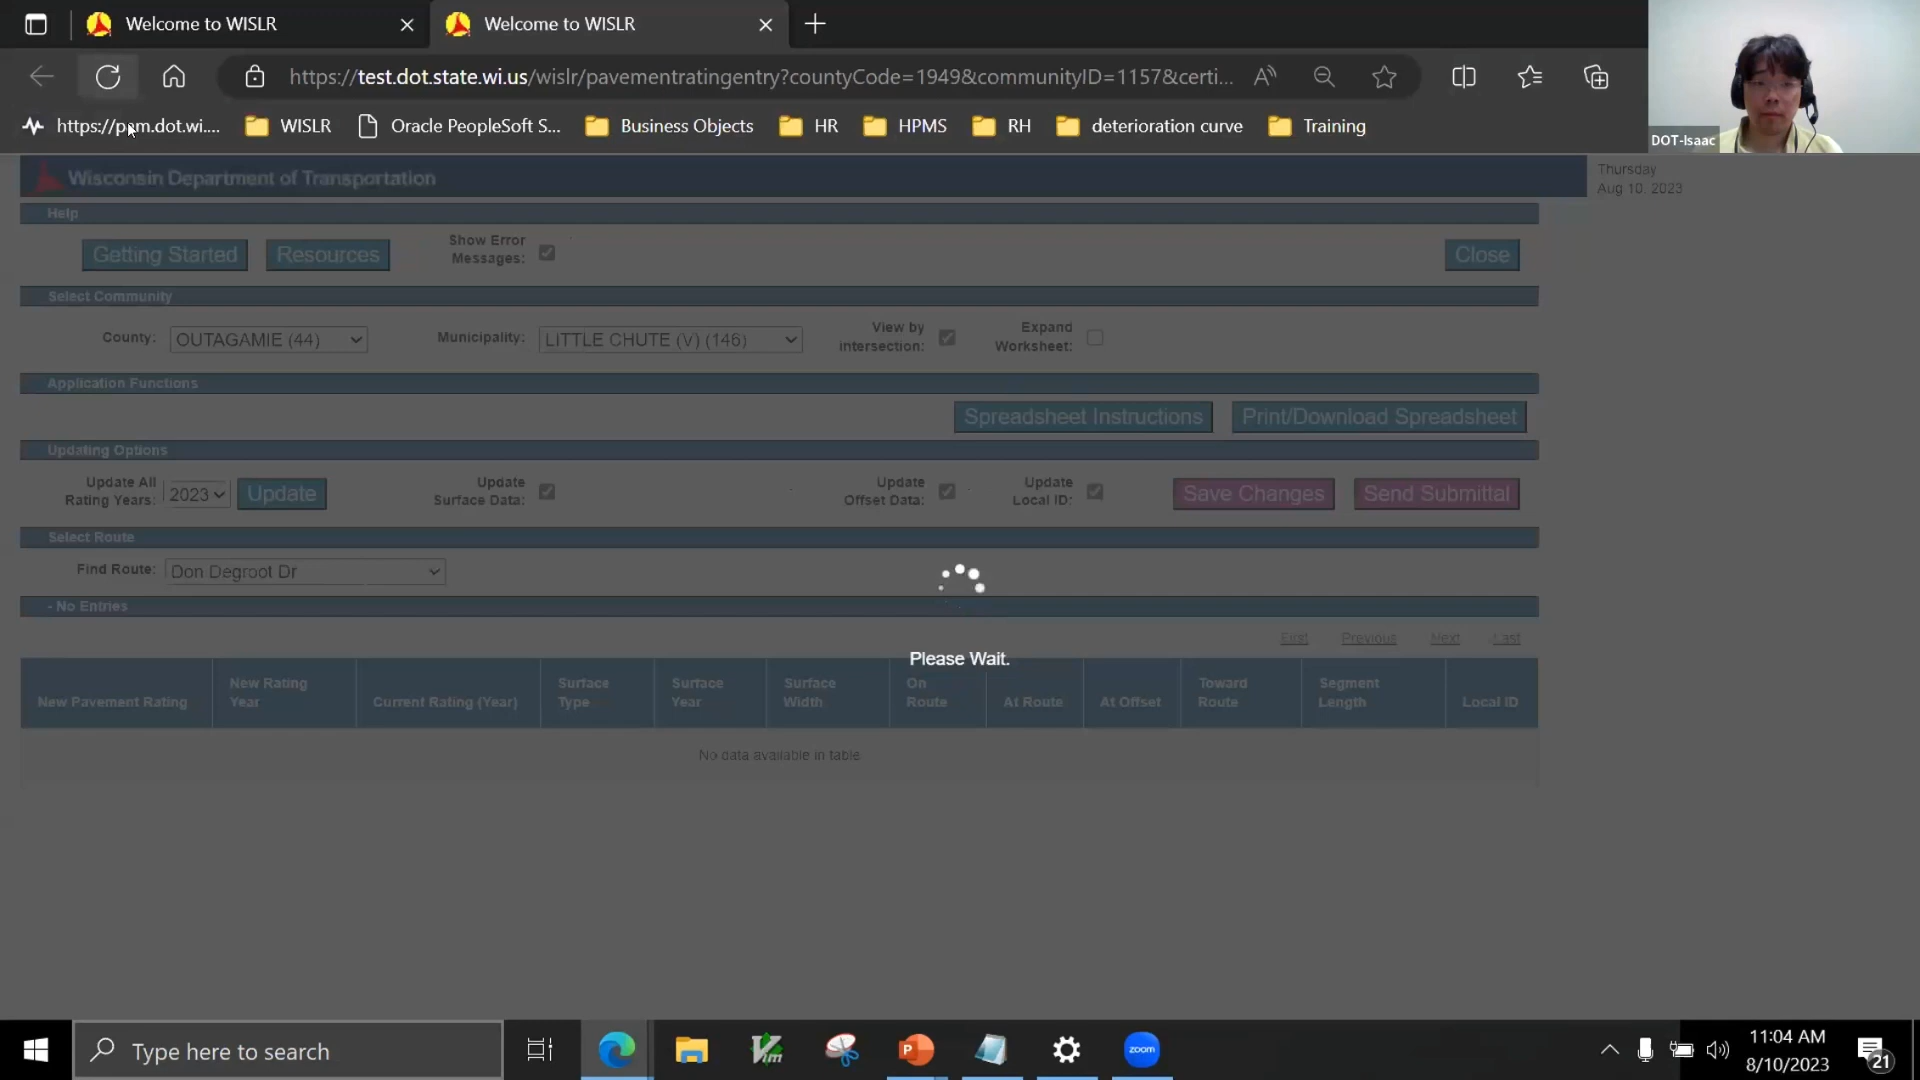 Welcome to WISLR
Welcome to WISLR
https://test.dot.state.wi.us/wislr/pavementratingentry?countyCode=1949&communityID=1157&certi...
https://pam.dot.wi....
WISLR
Oracle PeopleSoft S...
Business Objects
HR
HPMS
RH
deterioration curve
Training
DOT-Isaac
Wisconsin Department of Transportation
Thursday
Aug 10, 2023
Help
Getting Started
Resources
Show Error
Messages:
Close
Select Community
County:
OUTAGAMIE (44)
Municipality:
LITTLE CHUTE (V) (146)
View by
intersection:
Expand
Worksheet:
Application Functions
Spreadsheet Instructions
Print/Download Spreadsheet
Updating Options
Update All
Rating Years:
2023
Update
Update
Surface Data:
Update
Offset Data:
Update
Local ID:
Save Changes
Send Submittal
Select Route
Find Route:
Don Degroot Dr
- No Entries
First
Previous
Next
Last
Please Wait.
New Pavement Rating
New Rating
Year
Current Rating (Year)
Surface
Type
Surface
Year
Surface
Width
On
Route
At Route
At Offset
Toward
Route
Segment
Length
Local ID
No data available in table
Type here to search
Vim
P
zoom
11:04 AM
8/10/2023
21